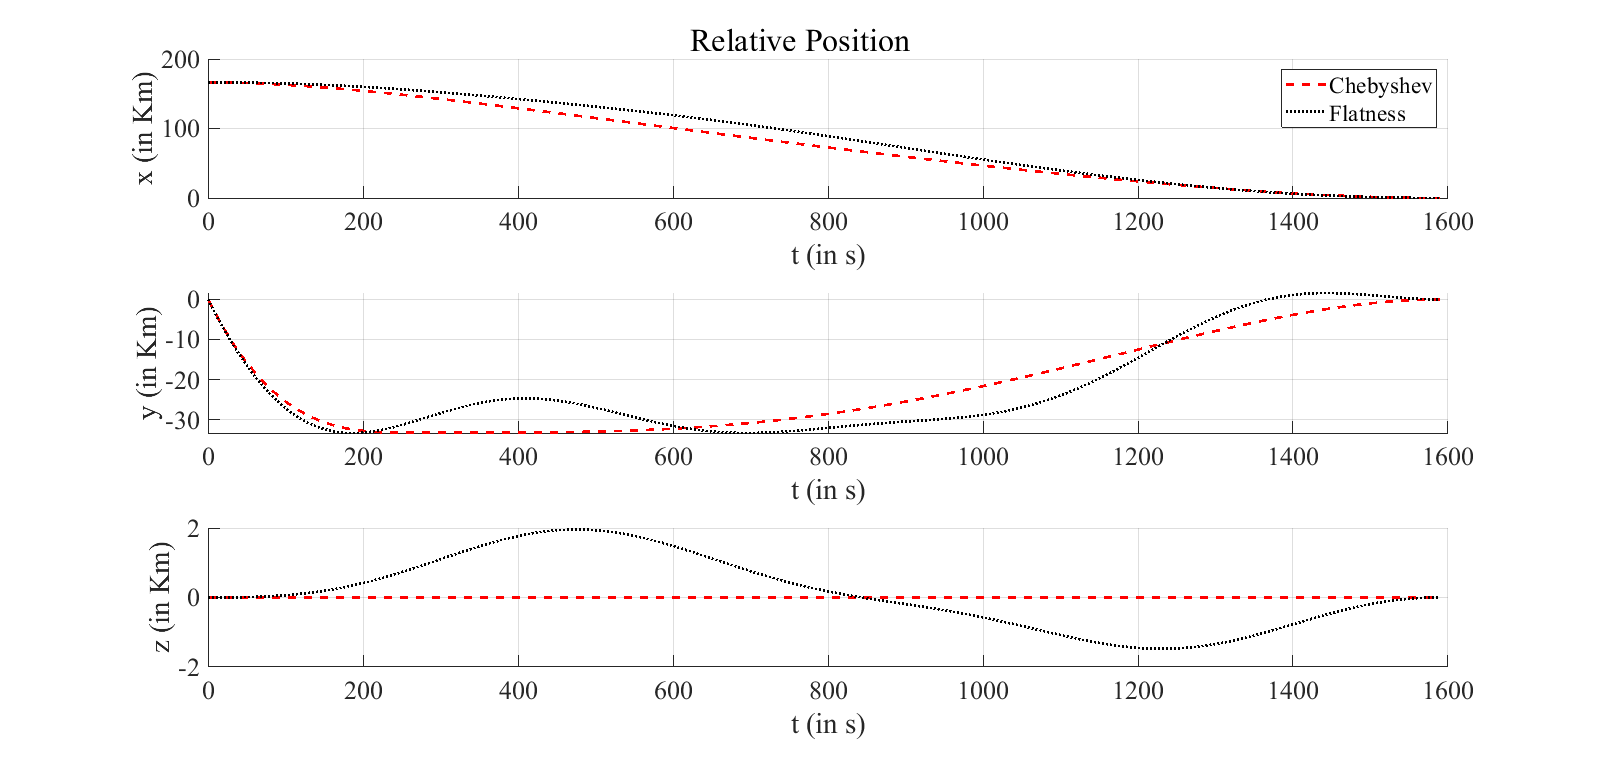 Relative Position
200
100
0
x (in Km)
Chebyshev
Flatness
0 200 400 600 800 1000 1200 1400 1600
t (in s)
0
-10
-20
-30
y (in Km)
0 200 400 600 800 1000 1200 1400 1600
t (in s)
2
0
-2
z (in Km)
0 200 400 600 800 1000 1200 1400 1600
t (in s)